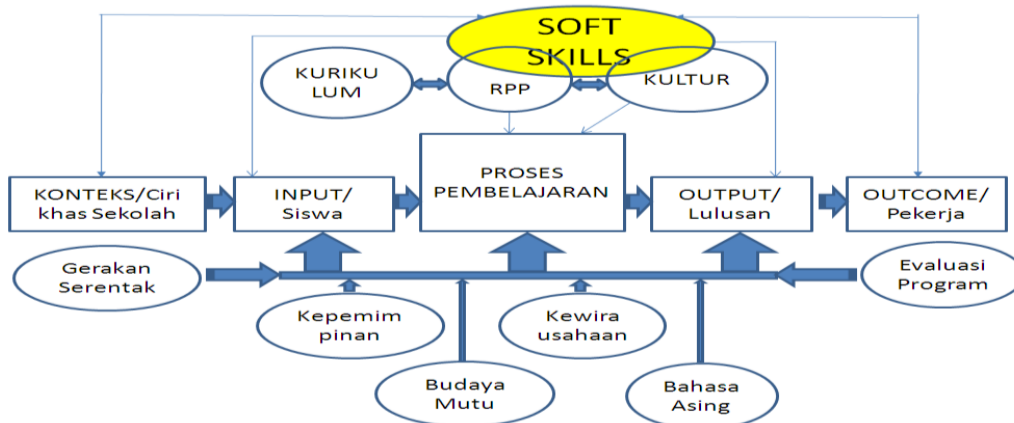 SOFT
SKILLS
KURIKU
LUM
RPP
KULTUR
PROSES
PEMBELAJARAN
KONTEKS/Ciri
khas Sekolah
INPUT/
Siswa
OUTPUT/
Lulusan
OUTCOME/
Pekerja
Gerakan
Serentak
Evaluasi
Program
Kepemim
pinan
Kewira
usahaan
Budaya
Mutu
Bahasa
Asing